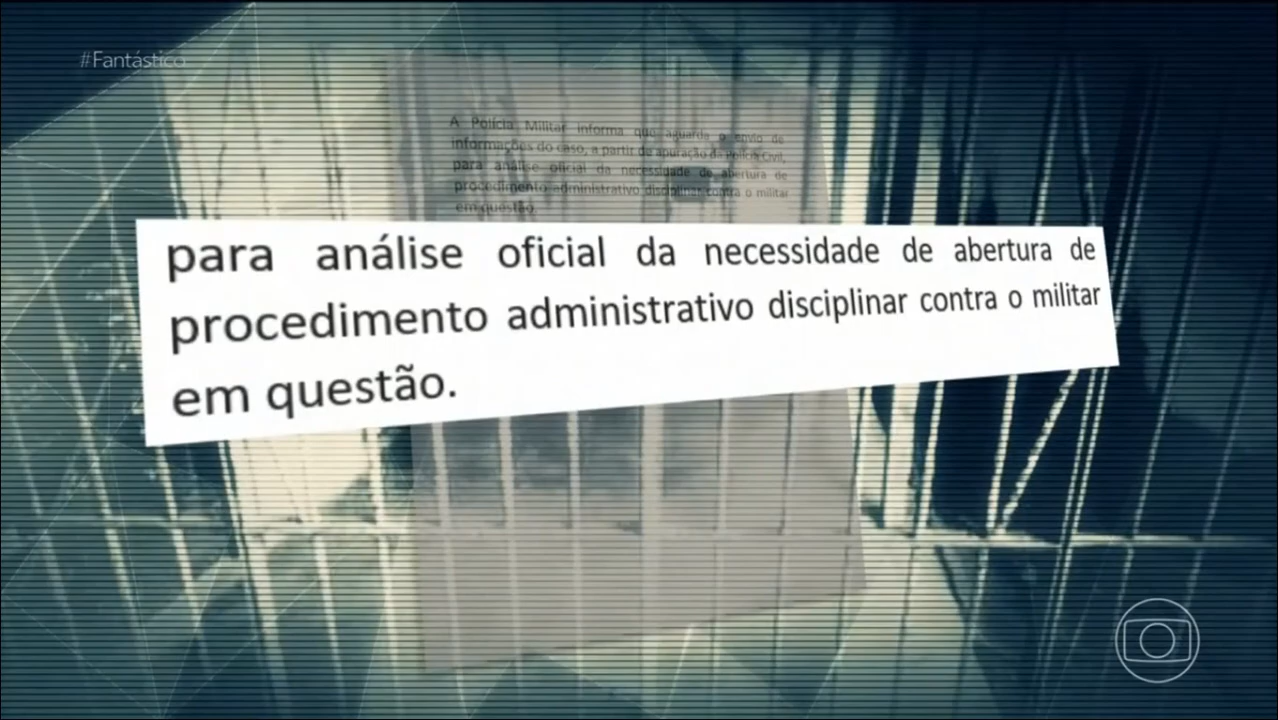 #Fantástico
A Polícia Militar informa que aguarda o envio de
informações do caso, a partir de apuração da Polícia Civil,
para análise oficial da necessidade de abertura de
procedimento administrativo disciplinar contra o militar
em questão.
para análise oficial da necessidade de abertura de
procedimento administrativo disciplinar contra o militar
em questão.